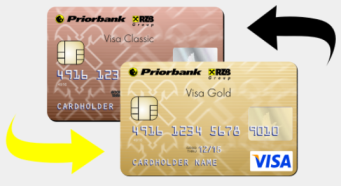 Priorbank RZB
Group
Visa Classic
4916 1234
CARDHOLDER
Priorbank RZB
Group
Visa Gold
4916 1234 5678 9010
12/16
CARDHOLDER NAME
VISA